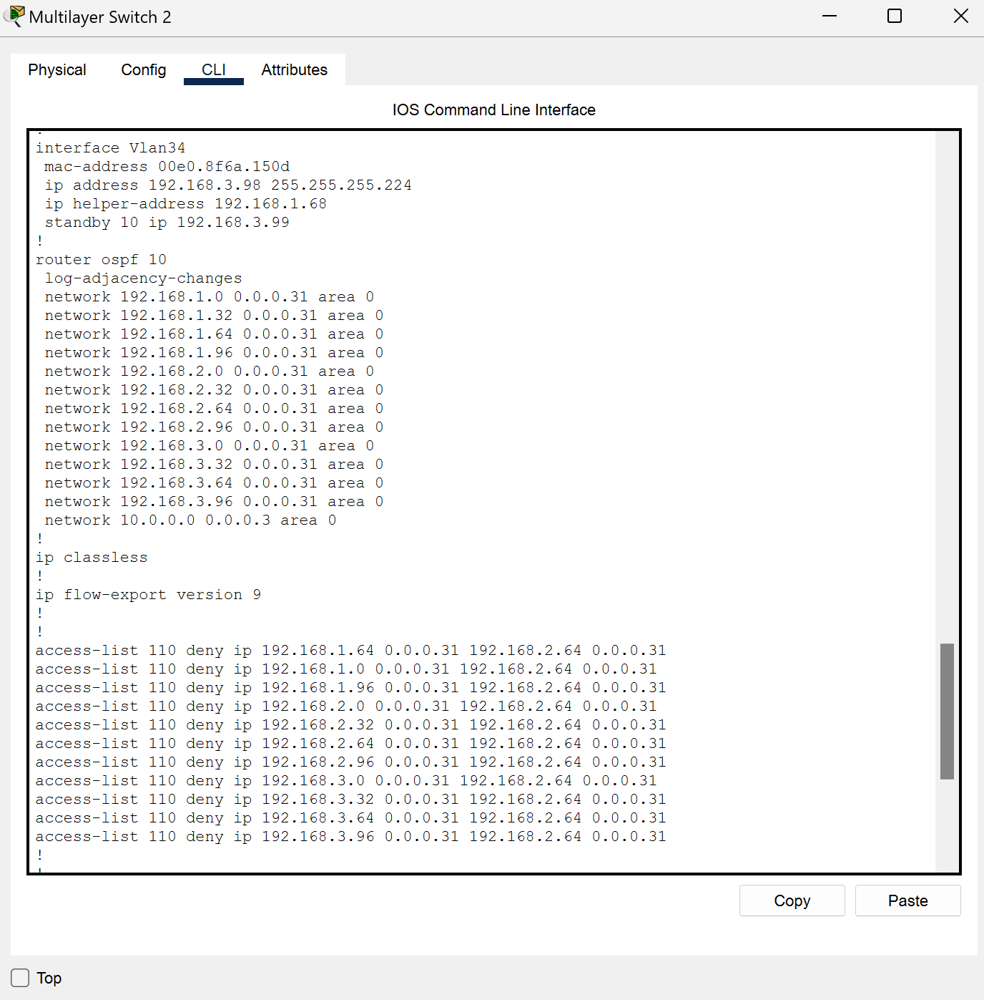 Multilayer Switch 2
Physical Config CLI Attributes
IOS Command Line Interface
!
interface Vlan34
 mac-address 00e0.8f6a.150d
 ip address 192.168.3.98 255.255.255.224
 ip helper-address 192.168.1.68
 standby 10 ip 192.168.3.99
!
router ospf 10
 log-adjacency-changes
 network 192.168.1.0 0.0.0.31 area 0
 network 192.168.1.32 0.0.0.31 area 0
 network 192.168.1.64 0.0.0.31 area 0
 network 192.168.1.96 0.0.0.31 area 0
 network 192.168.2.0 0.0.0.31 area 0
 network 192.168.2.32 0.0.0.31 area 0
 network 192.168.2.64 0.0.0.31 area 0
 network 192.168.2.96 0.0.0.31 area 0
 network 192.168.3.0 0.0.0.31 area 0
 network 192.168.3.32 0.0.0.31 area 0
 network 192.168.3.64 0.0.0.31 area 0
 network 192.168.3.96 0.0.0.31 area 0
 network 10.0.0.0 0.0.0.3 area 0
!
ip classless
!
ip flow-export version 9
!
!
access-list 110 deny ip 192.168.1.64 0.0.0.31 192.168.2.64 0.0.0.31
access-list 110 deny ip 192.168.1.0 0.0.0.31 192.168.2.64 0.0.0.31
access-list 110 deny ip 192.168.1.96 0.0.0.31 192.168.2.64 0.0.0.31
access-list 110 deny ip 192.168.2.0 0.0.0.31 192.168.2.64 0.0.0.31
access-list 110 deny ip 192.168.2.32 0.0.0.31 192.168.2.64 0.0.0.31
access-list 110 deny ip 192.168.2.64 0.0.0.31 192.168.2.64 0.0.0.31
access-list 110 deny ip 192.168.2.96 0.0.0.31 192.168.2.64 0.0.0.31
access-list 110 deny ip 192.168.3.0 0.0.0.31 192.168.2.64 0.0.0.31
access-list 110 deny ip 192.168.3.32 0.0.0.31 192.168.2.64 0.0.0.31
access-list 110 deny ip 192.168.3.64 0.0.0.31 192.168.2.64 0.0.0.31
access-list 110 deny ip 192.168.3.96 0.0.0.31 192.168.2.64 0.0.0.31
!
!
Copy Paste
Top